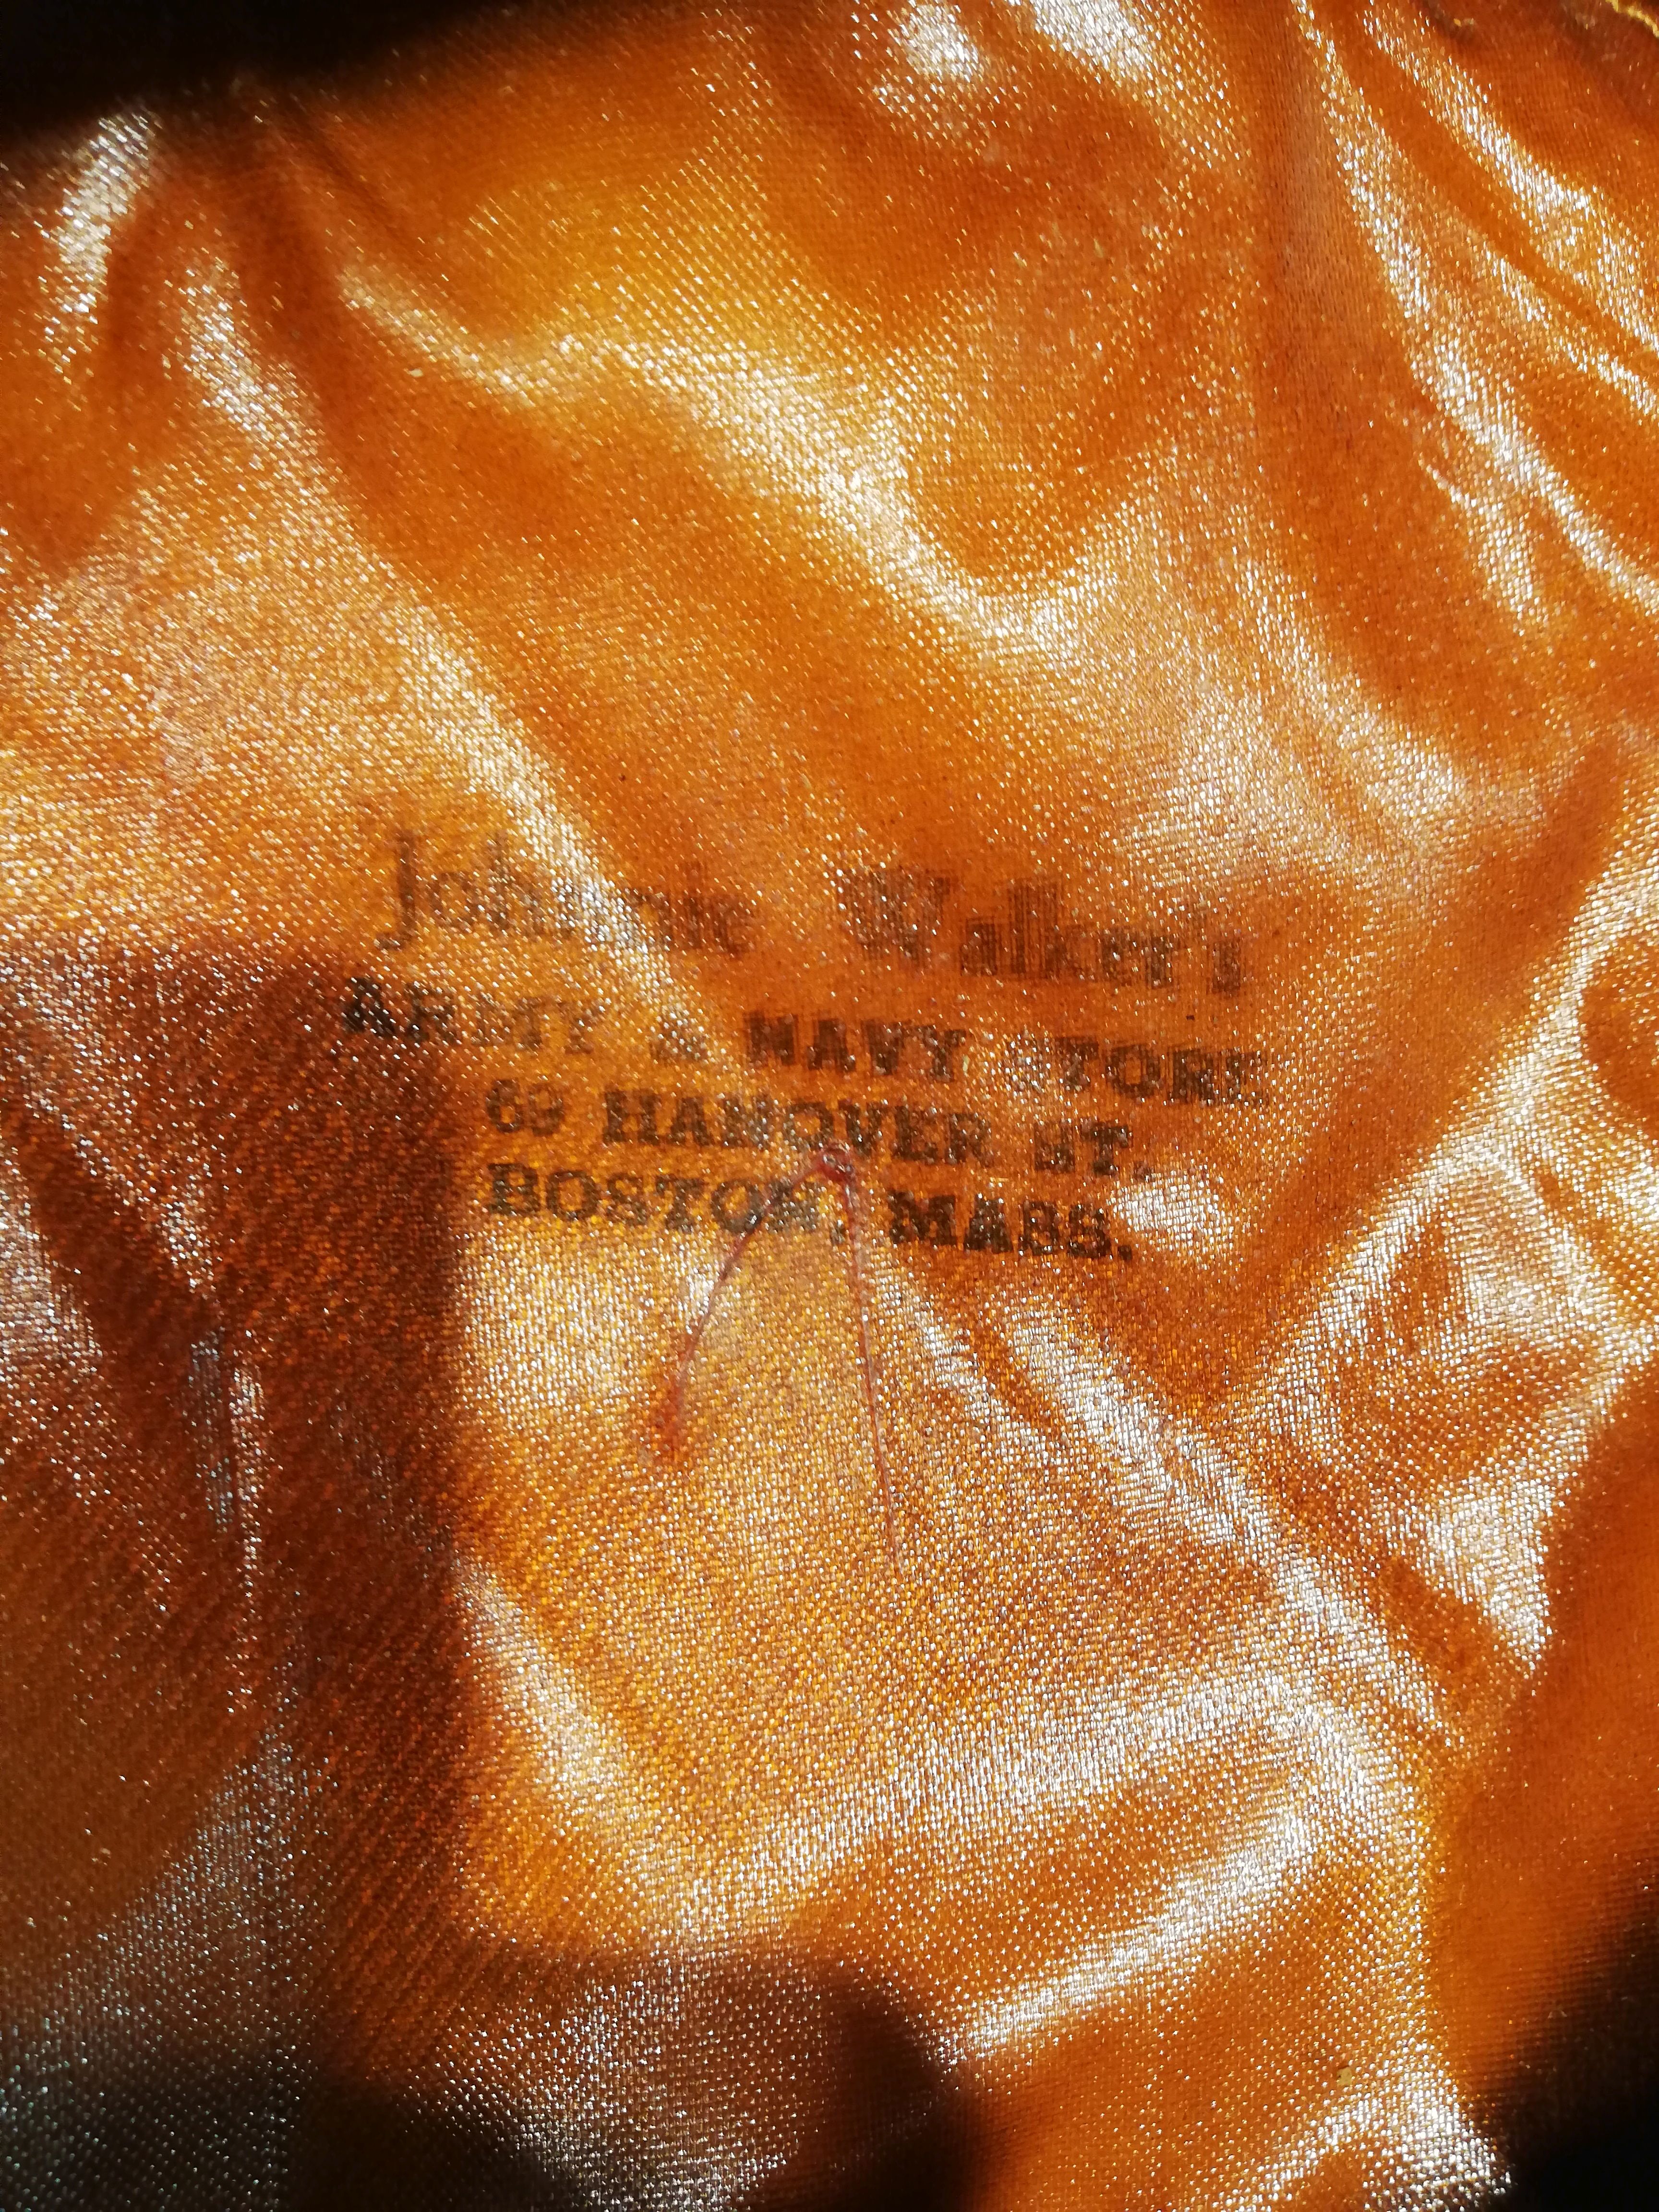 Johnnie Walker's
ARMY & NAVY STORE
69 HANOVER ST.
BOSTON, MASS.